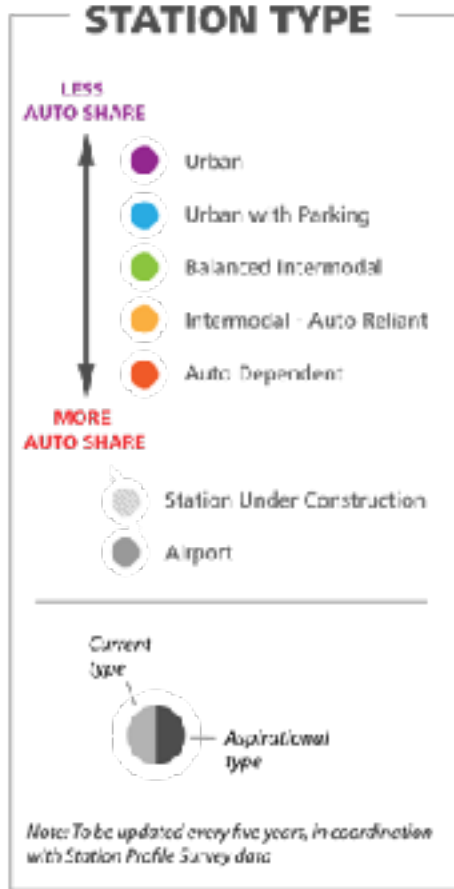 STATION TYPE
LESS
AUTO SHARE
Urban
Urban with Parking
Balanced Intermodal
Intermodal - Auto Reliant
Auto Dependent
MORE
AUTO SHARE
Station Under Construction
Airport
Current
type
Aspirational
type
Note: To be updated every five years, in coordination
with Station Profile Survey data